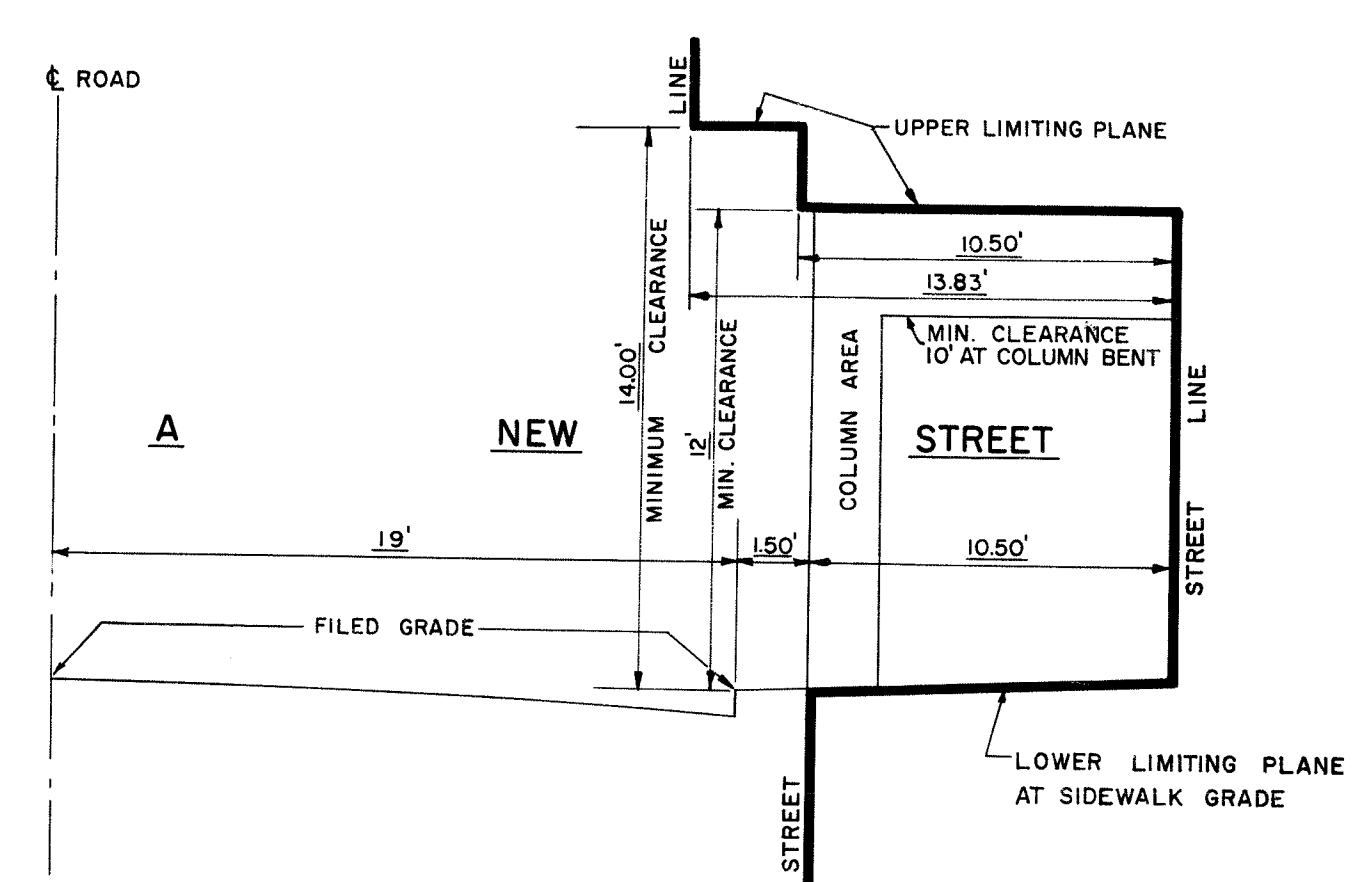 ℄ ROAD
LINE
UPPER LIMITING PLANE
10.50'
13.83'
MIN. CLEARANCE
10' AT COLUMN BENT
14.00'
MINIMUM CLEARANCE
12'
MIN. CLEARANCE
COLUMN AREA
LINE
A NEW STREET
19'
1.50'
10.50'
STREET
FILED GRADE
LOWER LIMITING PLANE
AT SIDEWALK GRADE
STREET